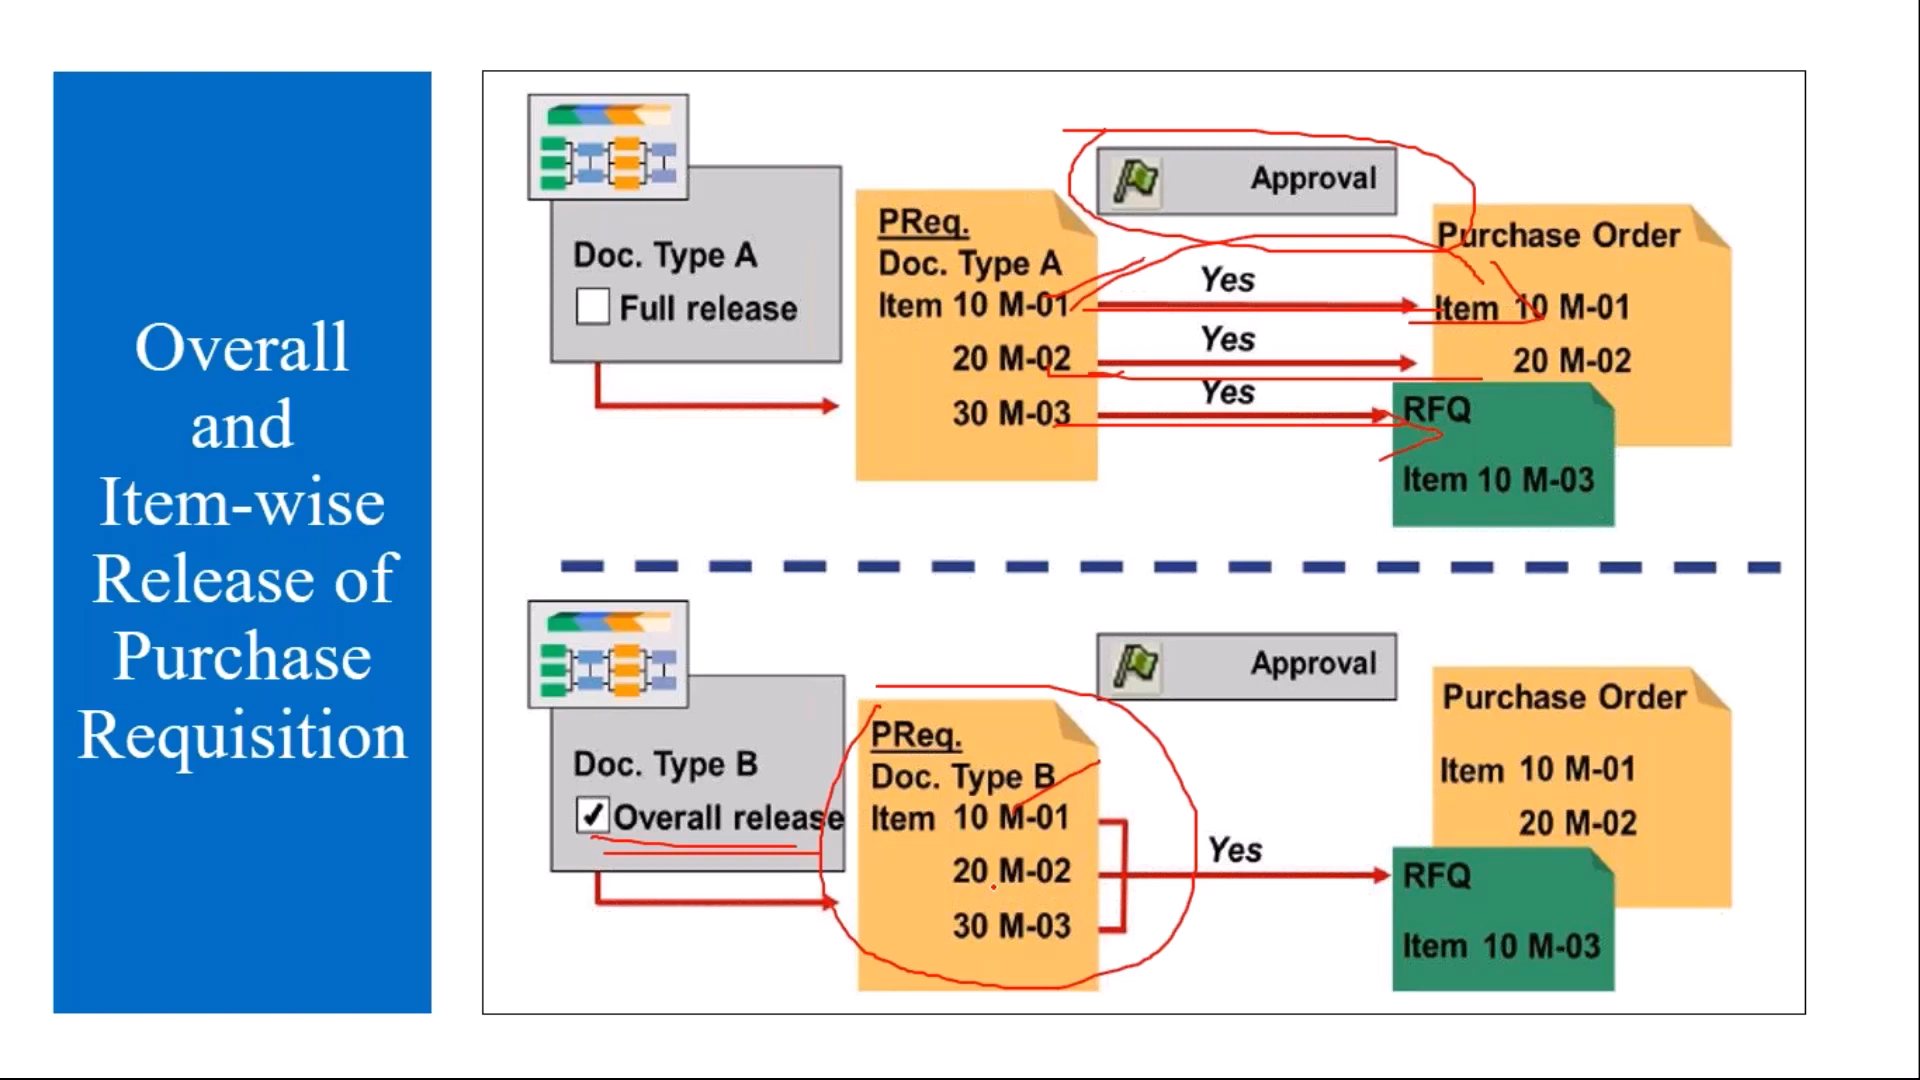 Overall
and
Item-wise
Release of
Purchase
Requisition
Doc. Type A
Full release
PReq.
Doc. Type A
Item 10 M-01
20 M-02
30 M-03
Approval
Yes
Yes
Yes
Purchase Order
Item 10 M-01
20 M-02
RFQ
Item 10 M-03
Doc. Type B
Overall release
PReq.
Doc. Type B
Item 10 M-01
20 M-02
30 M-03
Approval
Yes
Purchase Order
Item 10 M-01
20 M-02
RFQ
Item 10 M-03